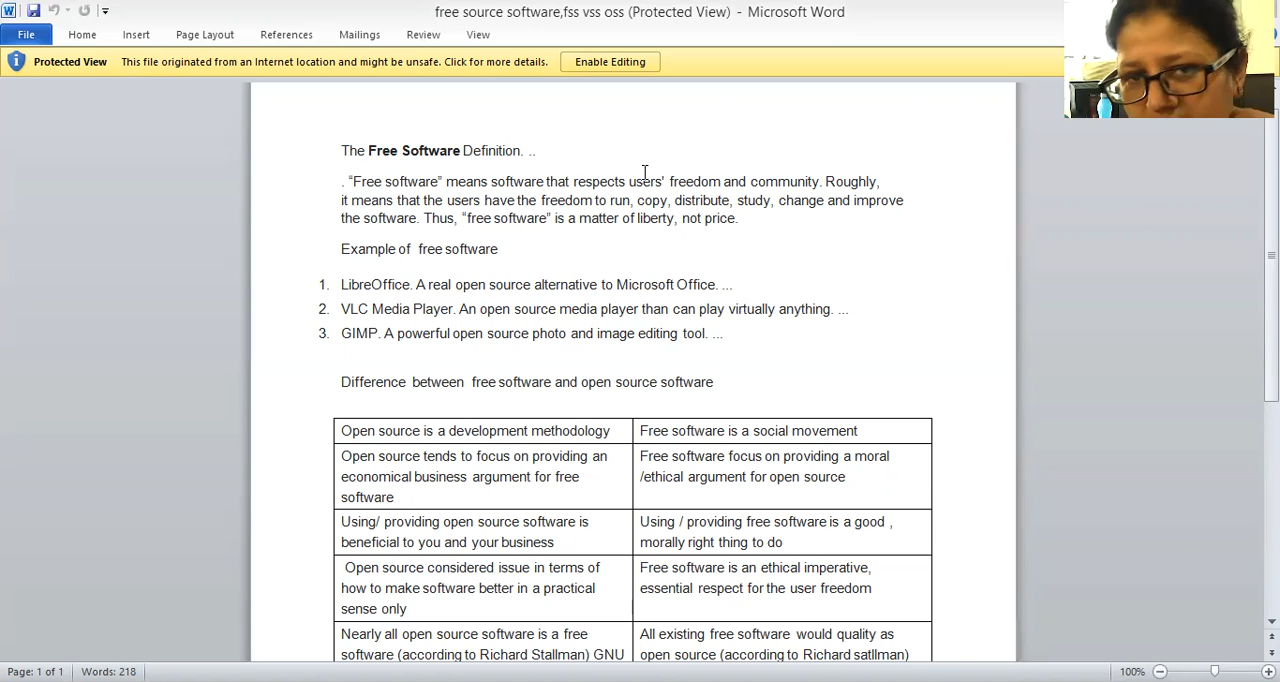 free source software,fss vss oss (Protected View) - Microsoft Word
File Home Insert Page Layout References Mailings Review View
Protected View This file originated from an Internet location and might be unsafe. Click for more details. Enable Editing
The Free Software Definition. ..
. “Free software” means software that respects users' freedom and community. Roughly,
it means that the users have the freedom to run, copy, distribute, study, change and improve
the software. Thus, “free software” is a matter of liberty, not price.
Example of free software
1. LibreOffice. A real open source alternative to Microsoft Office. ...
2. VLC Media Player. An open source media player than can play virtually anything. ...
3. GIMP. A powerful open source photo and image editing tool. ...
Difference between free software and open source software
Open source is a development methodology
Free software is a social movement
Open source tends to focus on providing an
economical business argument for free
software
Free software focus on providing a moral
/ethical argument for open source
Using/ providing open source software is
beneficial to you and your business
Using / providing free software is a good ,
morally right thing to do
Open source considered issue in terms of
how to make software better in a practical
sense only
Free software is an ethical imperative,
essential respect for the user freedom
Nearly all open source software is a free
software (according to Richard Stallman) GNU
All existing free software would quality as
open source (according to Richard satllman)
Page: 1 of 1 Words: 218 100%